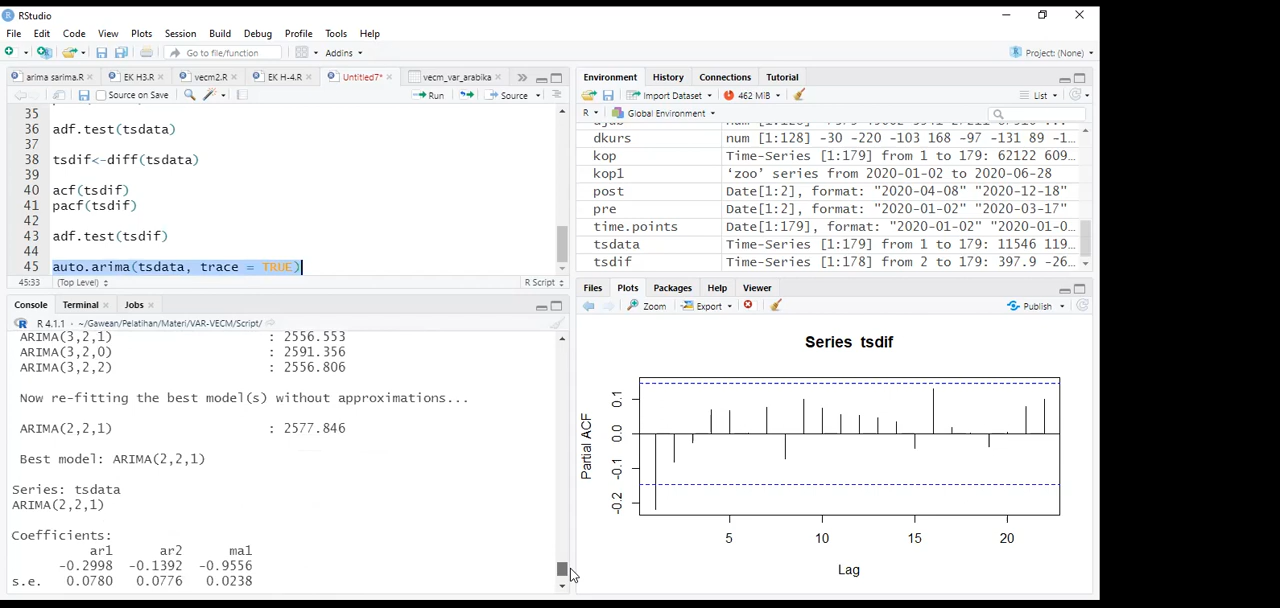 RStudio
File Edit Code View Plots Session Build Debug Profile Tools Help
Go to file/function Addins Project: (None)
arima sarima.R EK H3.R vecm2.R EK H-4.R Untitled7* vecm_var_arabika
Source on Save Run Source
35
36 adf.test(tsdata)
37
38 tsdif<-diff(tsdata)
39
40 acf(tsdif)
41 pacf(tsdif)
42
43 adf.test(tsdif)
44
45 auto.arima(tsdata, trace = TRUE)
45:33 (Top Level) R Script
Console Terminal Jobs
R 4.1.1 · ~/Gawean/Pelatihan/Materi/VAR-VECM/Script/
ARIMA(3,2,1) : 2556.553
ARIMA(3,2,0) : 2591.356
ARIMA(3,2,2) : 2556.806
Now re-fitting the best model(s) without approximations...
ARIMA(2,2,1) : 2577.846
Best model: ARIMA(2,2,1)
Series: tsdata
ARIMA(2,2,1)
Coefficients:
ar1 ar2 ma1
-0.2998 -0.1392 -0.9556
s.e. 0.0780 0.0776 0.0238
Environment History Connections Tutorial
Import Dataset 462 MiB List
R Global Environment
dkurs num [1:128] -30 -220 -103 168 -97 -131 89 -1…
kop Time-Series [1:179] from 1 to 179: 62122 609…
kop1 ‘zoo’ series from 2020-01-02 to 2020-06-28
post Date[1:2], format: "2020-04-08" "2020-12-18"
pre Date[1:2], format: "2020-01-02" "2020-03-17"
time.points Date[1:179], format: "2020-01-02" "2020-01-0…
tsdata Time-Series [1:179] from 1 to 179: 11546 119…
tsdif Time-Series [1:178] from 2 to 179: 397.9 -26…
Files Plots Packages Help Viewer
Zoom Export Publish
Series tsdif
Partial ACF
0.1
0.0
-0.1
-0.2
5 10 15 20
Lag